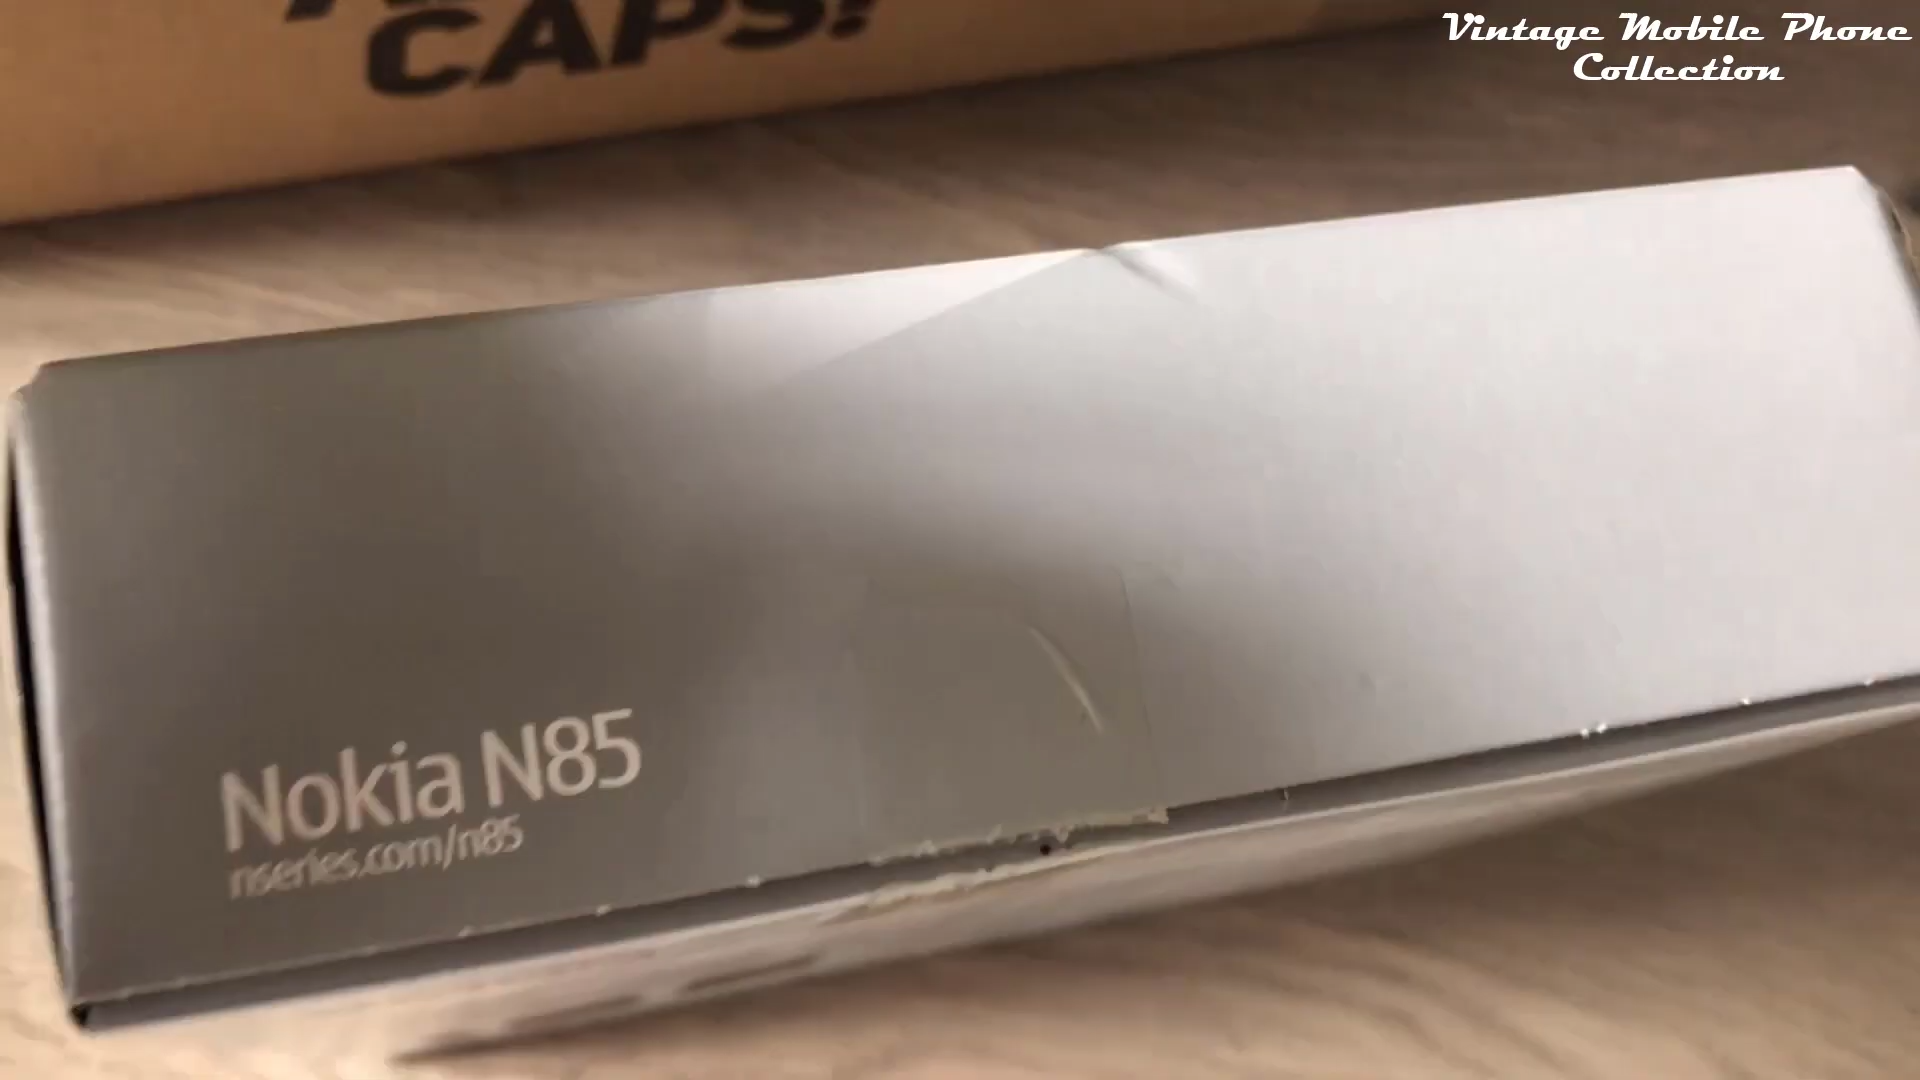 CAPS!
Vintage Mobile Phone
Collection
Nokia N85
nseries.com/n85